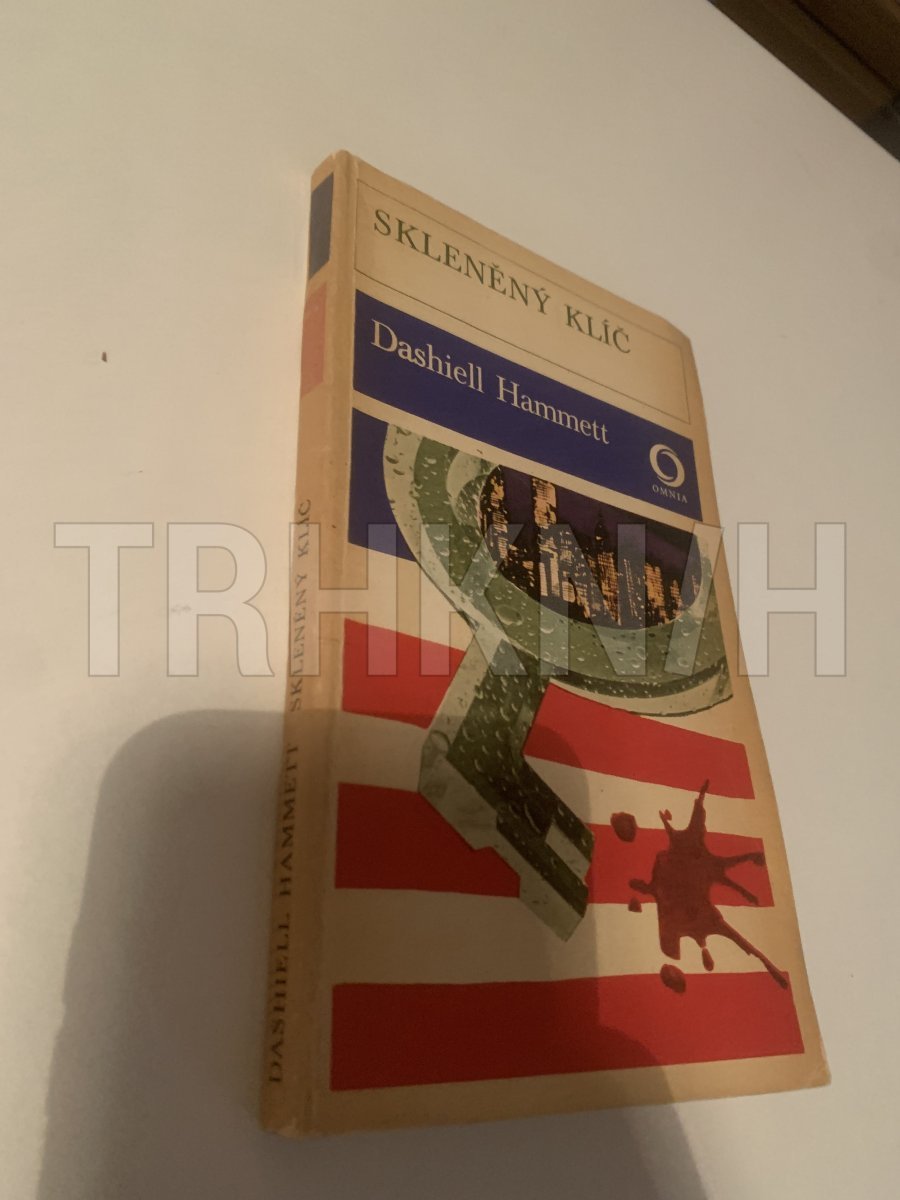 SKLENĚNÝ KLÍČ
Dashiell Hammett
OMNIA
DASHIELL HAMMETT SKLENĚNÝ KLÍČ
TRHKNIH